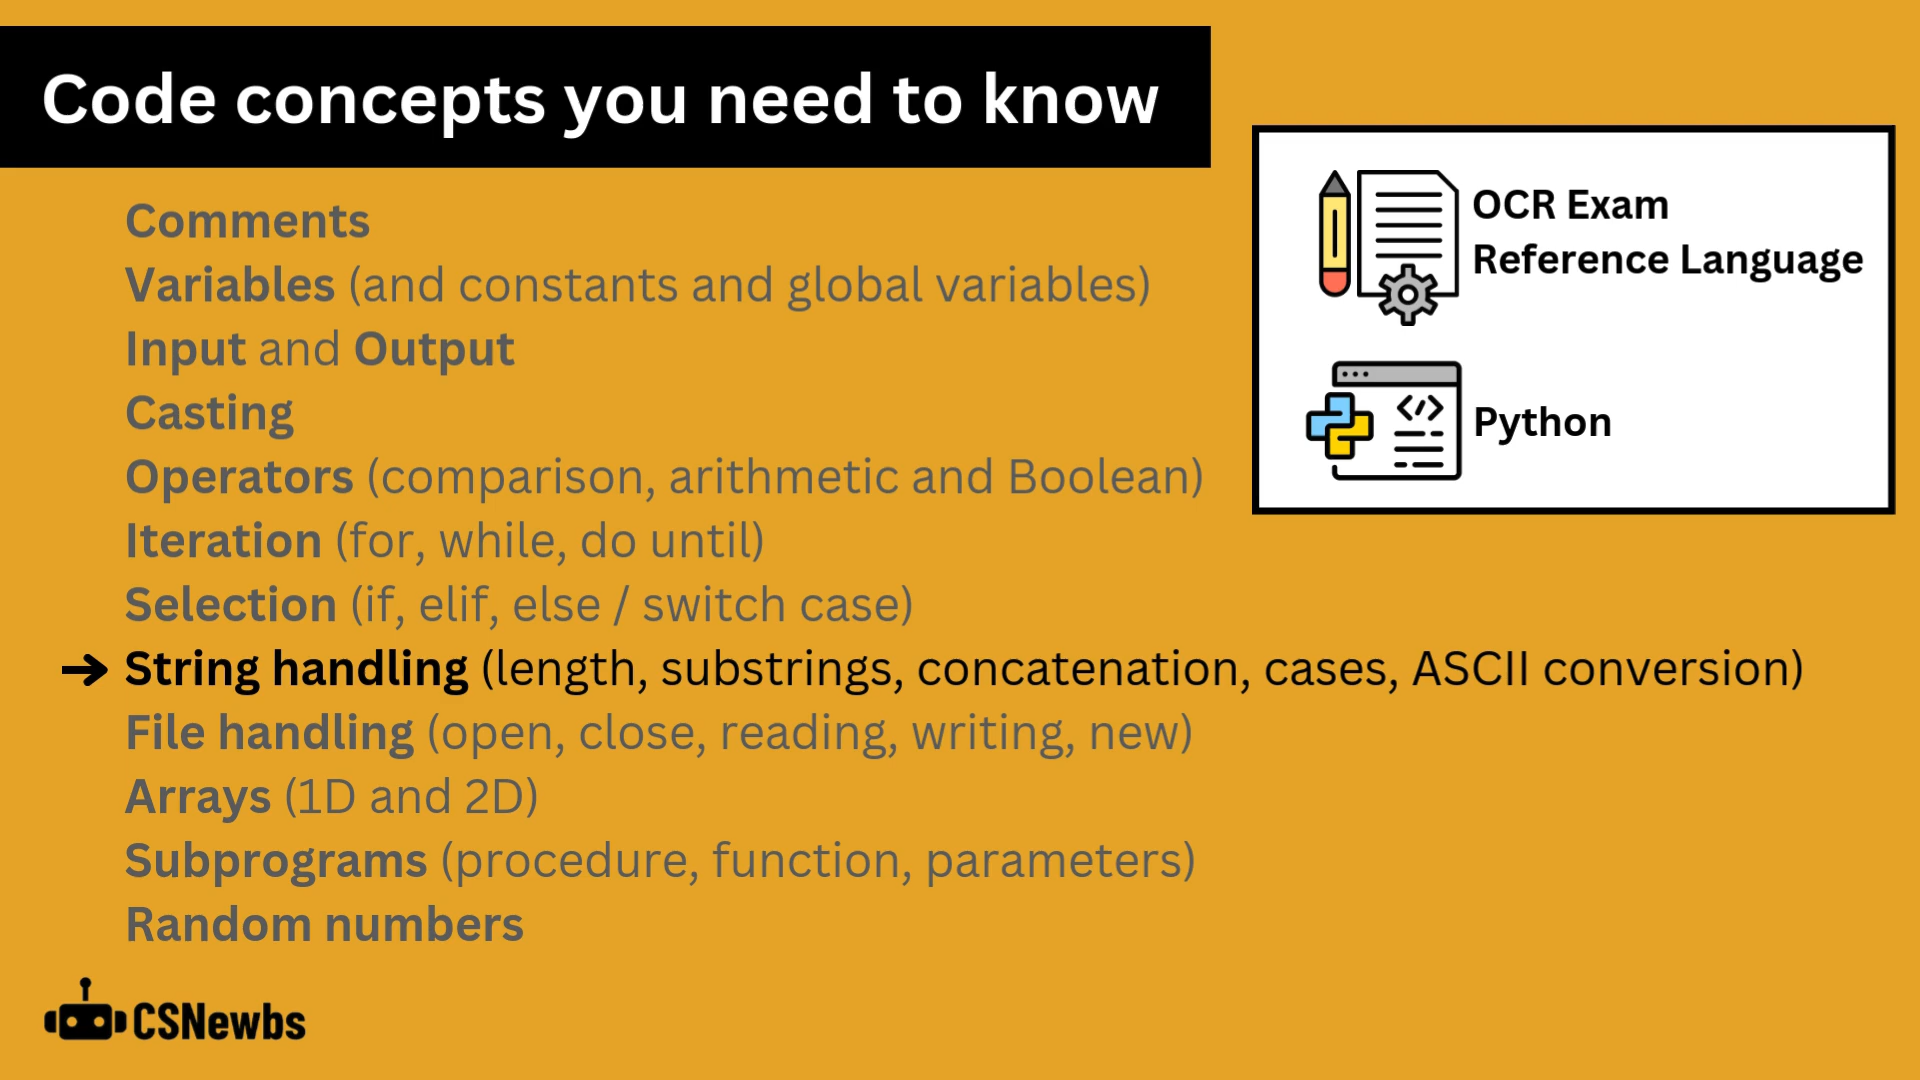 Code concepts you need to know
Comments
Variables (and constants and global variables)
Input and Output
Casting
Operators (comparison, arithmetic and Boolean)
Iteration (for, while, do until)
Selection (if, elif, else / switch case)
→ String handling (length, substrings, concatenation, cases, ASCII conversion)
File handling (open, close, reading, writing, new)
Arrays (1D and 2D)
Subprograms (procedure, function, parameters)
Random numbers
OCR Exam
Reference Language
</>
Python
CSNewbs